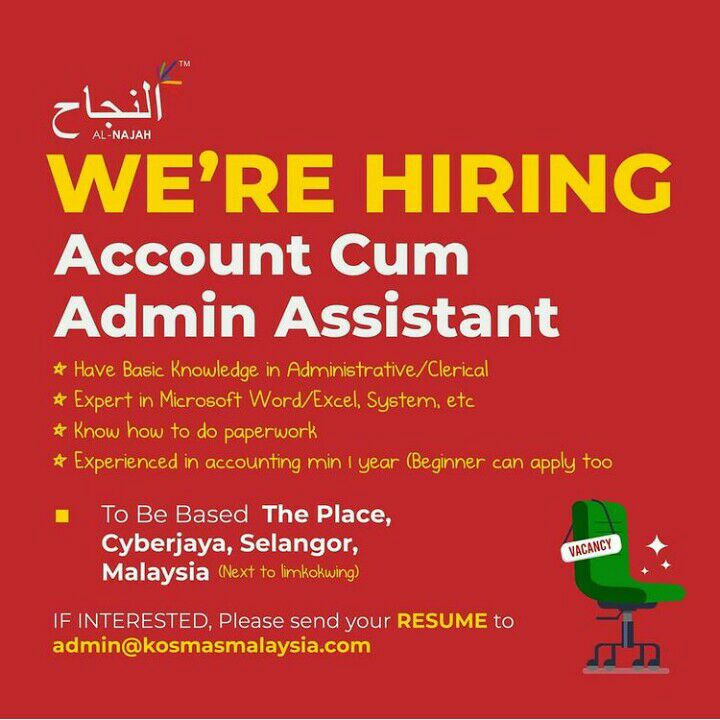 النجاح
TM
AL-NAJAH
WE'RE HIRING
Account Cum
Admin Assistant
Have Basic Knowledge in Administrative/Clerical
Expert in Microsoft Word/Excel, System, etc
Know how to do paperwork
Experienced in accounting min 1 year (Beginner can apply too
To Be Based The Place,
Cyberjaya, Selangor,
Malaysia (Next to limkokwing)
VACANCY
IF INTERESTED, Please send your RESUME to
admin@kosmasmalaysia.com